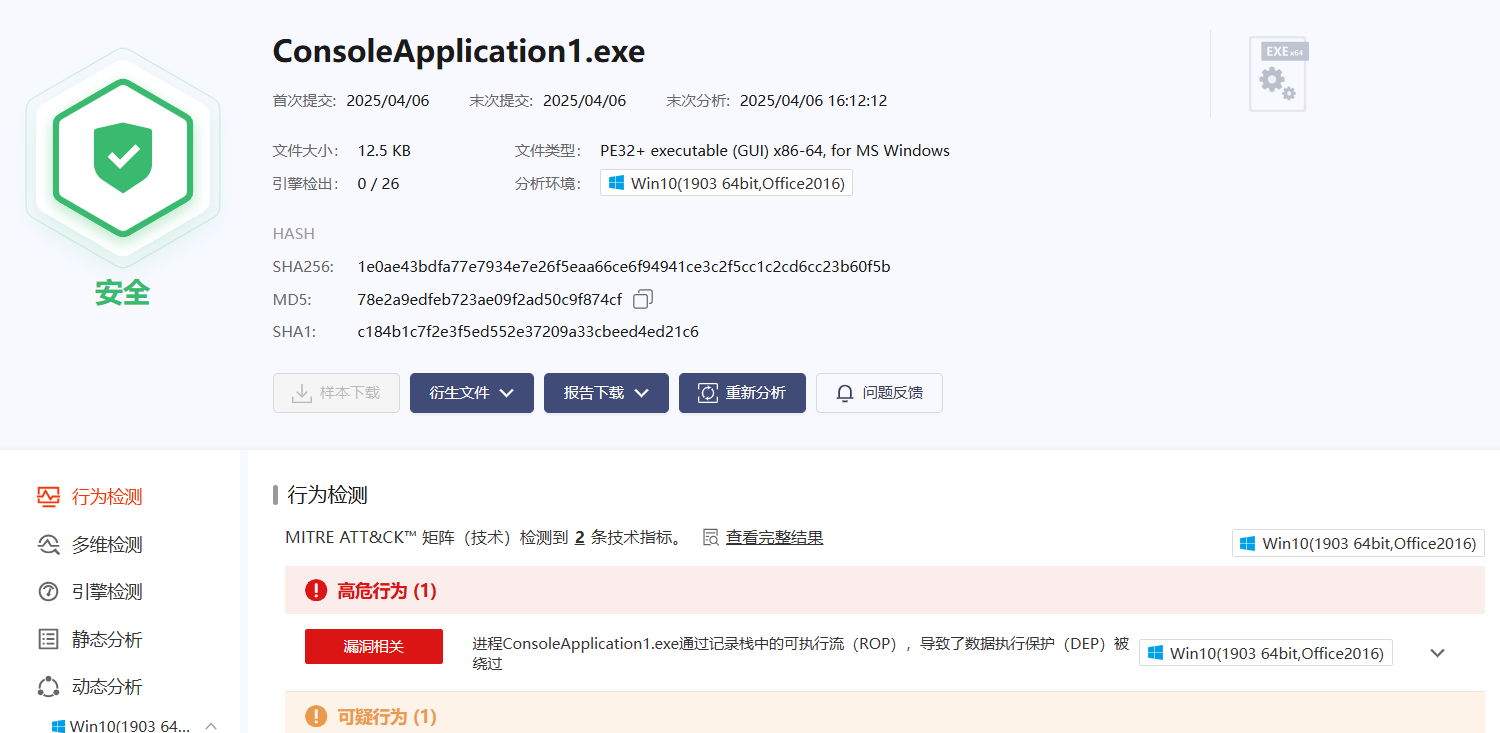 ConsoleApplication1.exe
EXE x64
首次提交: 2025/04/06 末次提交: 2025/04/06 末次分析: 2025/04/06 16:12:12
文件大小: 12.5 KB 文件类型: PE32+ executable (GUI) x86-64, for MS Windows
引擎检出: 0 / 26 分析环境: Win10(1903 64bit,Office2016)
安全
HASH
SHA256: 1e0ae43bdfa77e7934e7e26f5eaa66ce6f94941ce3c2f5cc1c2cd6cc23b60f5b
MD5: 78e2a9edfeb723ae09f2ad50c9f874cf
SHA1: c184b1c7f2e3f5ed552e37209a33cbeed4ed21c6
样本下载 衍生文件 报告下载 重新分析 问题反馈
行为检测
多维检测
引擎检测
静态分析
动态分析
Win10(1903 64...
行为检测
MITRE ATT&CK™ 矩阵（技术）检测到 2 条技术指标。 查看完整结果
Win10(1903 64bit,Office2016)
高危行为 (1)
漏洞相关
进程ConsoleApplication1.exe通过记录栈中的可执行流（ROP），导致了数据执行保护（DEP）被
绕过
Win10(1903 64bit,Office2016)
可疑行为 (1)